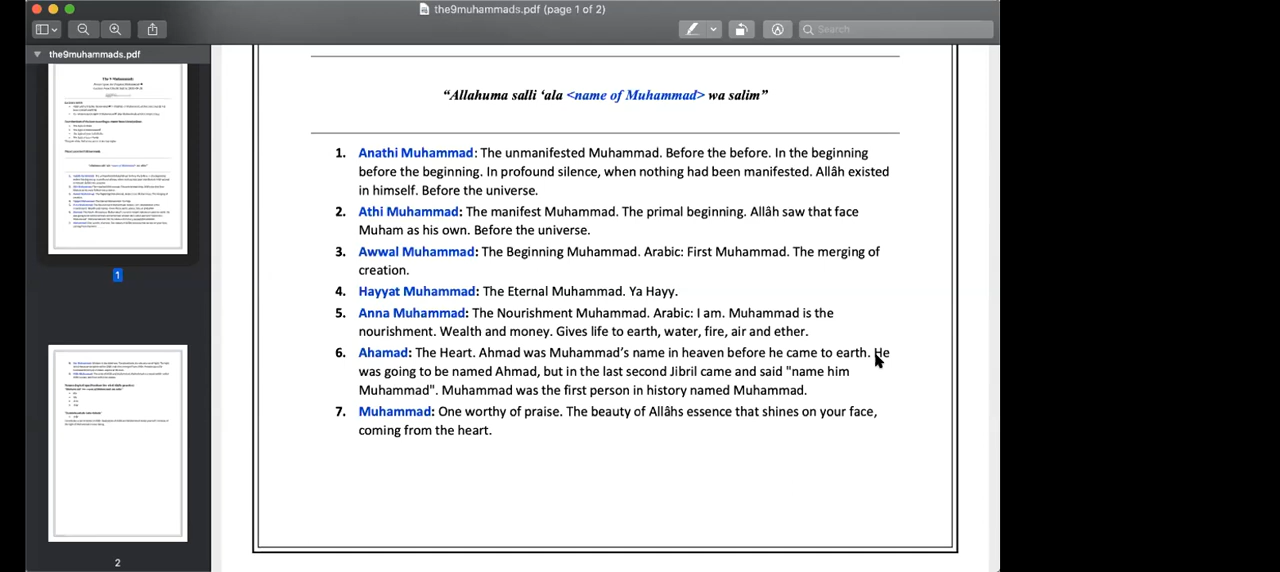 the9muhammads.pdf (page 1 of 2)
Search
the9muhammads.pdf
1
2
“Allahuma salli ‘ala <name of Muhammad> wa salim”
1. Anathi Muhammad: The unmanifested Muhammad. Before the before. In the beginning
before the beginning. In profound silence, when nothing had been manifested. Allâh existed
in himself. Before the universe.
2. Athi Muhammad: The manifest Muhammad. The primal beginning. Allâh saw that face
Muham as his own. Before the universe.
3. Awwal Muhammad: The Beginning Muhammad. Arabic: First Muhammad. The merging of
creation.
4. Hayyat Muhammad: The Eternal Muhammad. Ya Hayy.
5. Anna Muhammad: The Nourishment Muhammad. Arabic: I am. Muhammad is the
nourishment. Wealth and money. Gives life to earth, water, fire, air and ether.
6. Ahamad: The Heart. Ahmad was Muhammad’s name in heaven before he came to earth. He
was going to be named Ahmad, but in the last second Jibril came and said "name him
Muhammad". Muhammad was the first person in history named Muhammad.
7. Muhammad: One worthy of praise. The beauty of Allâhs essence that shines on your face,
coming from the heart.